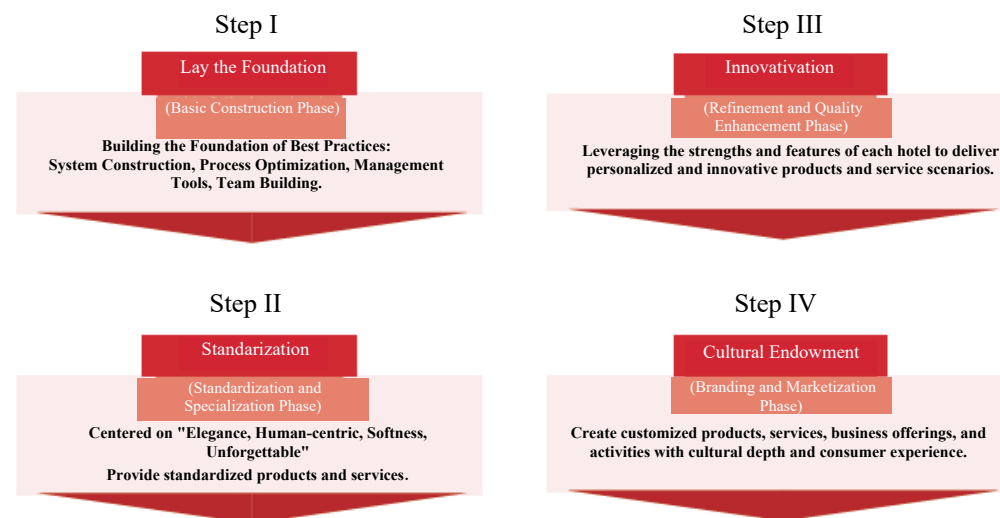 Step I
Lay the Foundation
(Basic Construction Phase)
Building the Foundation of Best Practices:
System Construction, Process Optimization, Management
Tools, Team Building.
Step II
Standarization
(Standardization and
Specialization Phase)
Centered on "Elegance, Human-centric, Softness,
Unforgettable"
Provide standardized products and services.
Step III
Innovativation
(Refinement and Quality
Enhancement Phase)
Leveraging the strengths and features of each hotel to deliver
personalized and innovative products and service scenarios.
Step IV
Cultural Endowment
(Branding and Marketization
Phase)
Create customized products, services, business offerings, and
activities with cultural depth and consumer experience.